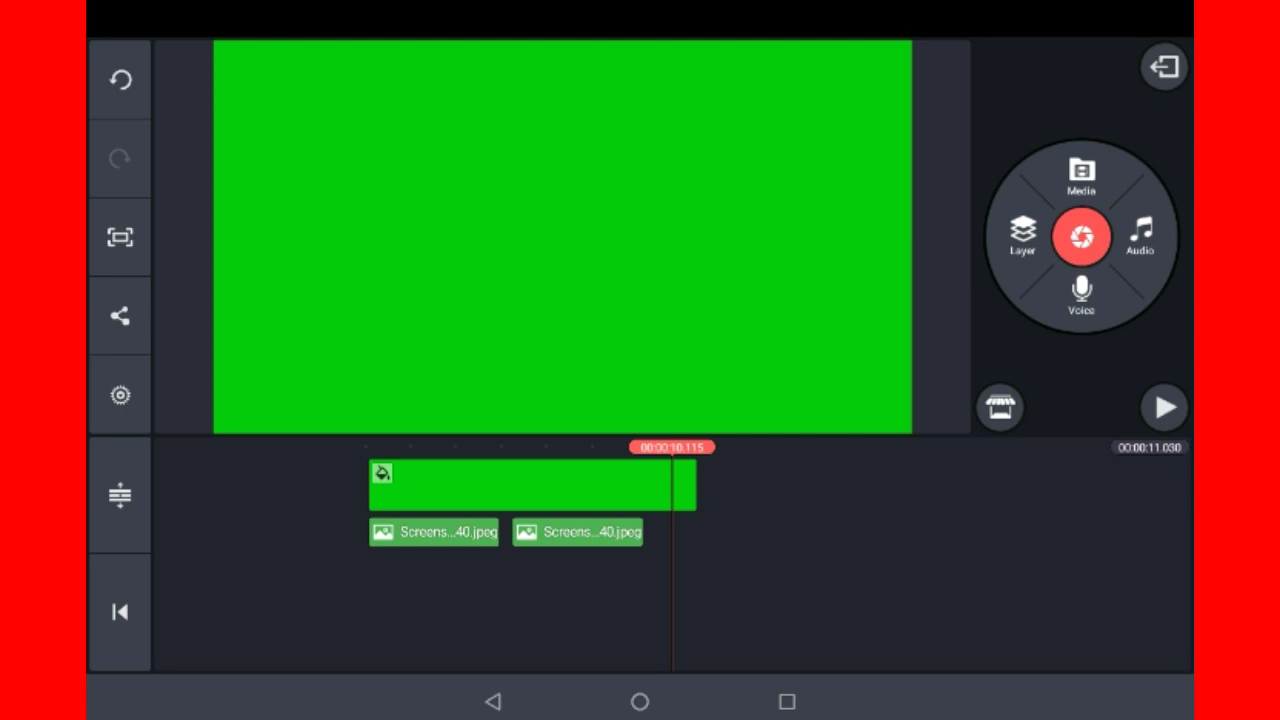 Media
Layer
Audio
Voice
00:00:10.115
00:00:11.030
Screens...40.jpeg
Screens...40.jpeg